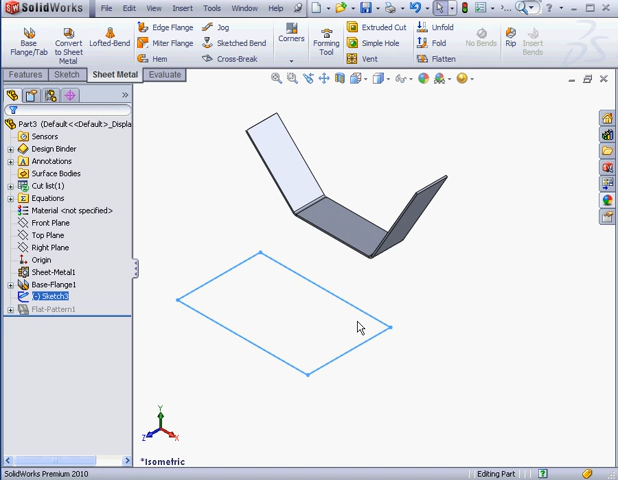 SolidWorks
File Edit View Insert Tools Window Help
Base Flange/Tab
Convert to Sheet Metal
Lofted-Bend
Edge Flange
Miter Flange
Hem
Jog
Sketched Bend
Cross-Break
Corners
Forming Tool
Extruded Cut
Simple Hole
Vent
Unfold
Fold
Flatten
No Bends
Rip
Insert Bends
Features Sketch Sheet Metal Evaluate
Part3 (Default<<Default>_Displa
Sensors
Design Binder
Annotations
Surface Bodies
Cut list(1)
Equations
Material <not specified>
Front Plane
Top Plane
Right Plane
Origin
Sheet-Metal1
Base-Flange1
(-) Sketch3
Flat-Pattern1
Y
Z
X
*Isometric
SolidWorks Premium 2010
Editing Part